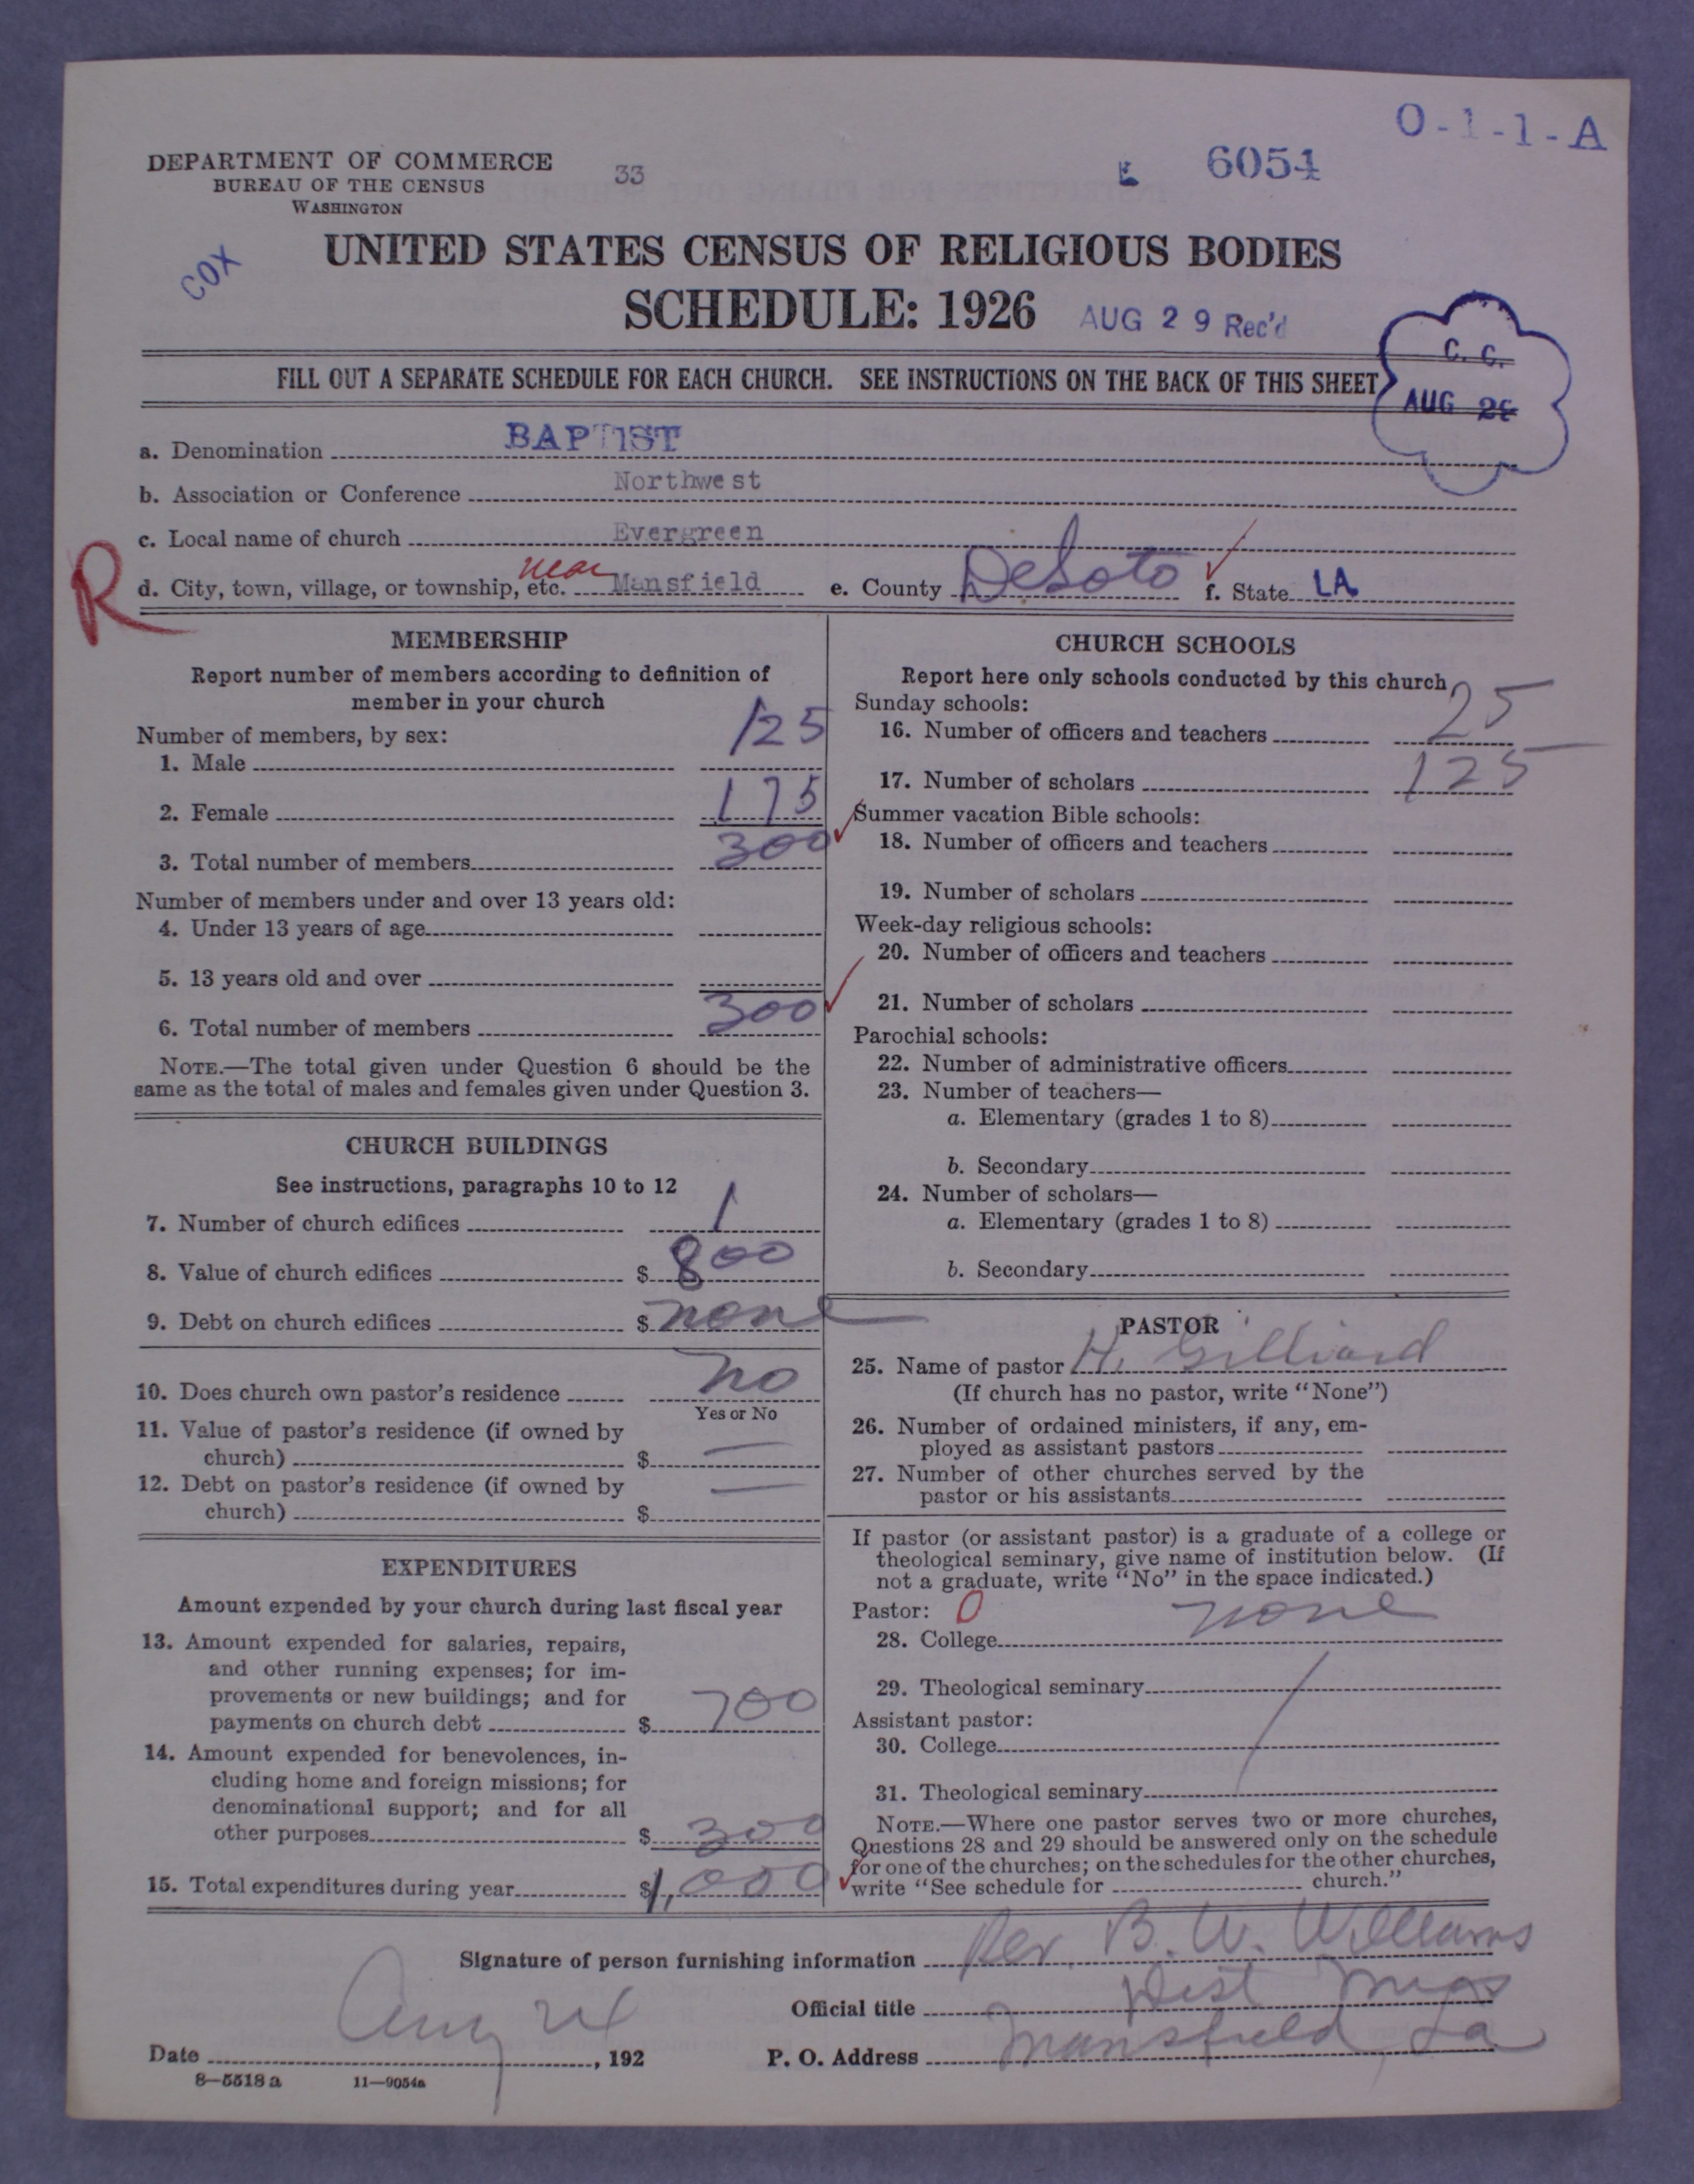 O-1-1-A
DEPARTMENT OF COMMERCE
BUREAU OF THE CENSUS
WASHINGTON
33
E 6054
COX
UNITED STATES CENSUS OF RELIGIOUS BODIES
SCHEDULE: 1926
AUG 29 Rec'd
C. C.
AUG
FILL OUT A SEPARATE SCHEDULE FOR EACH CHURCH. SEE INSTRUCTIONS ON THE BACK OF THIS SHEET
a. Denomination BAPTIST
b. Association or Conference Northwest
c. Local name of church Evergreen
R
d. City, town, village, or township, etc. near Mansfield e. County DeSoto f. State LA
MEMBERSHIP
Report number of members according to definition of
member in your church
Number of members, by sex:
1. Male 125
2. Female 175
3. Total number of members 300
Number of members under and over 13 years old:
4. Under 13 years of age
5. 13 years old and over
6. Total number of members 300
NOTE.—The total given under Question 6 should be the
same as the total of males and females given under Question 3.
CHURCH BUILDINGS
See instructions, paragraphs 10 to 12
7. Number of church edifices 1
8. Value of church edifices $ 800
9. Debt on church edifices $ none
10. Does church own pastor's residence no
Yes or No
11. Value of pastor's residence (if owned by
church) $ —
12. Debt on pastor's residence (if owned by
church) $ —
EXPENDITURES
Amount expended by your church during last fiscal year
13. Amount expended for salaries, repairs,
and other running expenses; for im-
provements or new buildings; and for
payments on church debt $ 700
14. Amount expended for benevolences, in-
cluding home and foreign missions; for
denominational support; and for all
other purposes $ 300
15. Total expenditures during year $1,000
CHURCH SCHOOLS
Report here only schools conducted by this church
Sunday schools:
16. Number of officers and teachers 25
17. Number of scholars 125
Summer vacation Bible schools:
18. Number of officers and teachers
19. Number of scholars
Week-day religious schools:
20. Number of officers and teachers
21. Number of scholars
Parochial schools:
22. Number of administrative officers
23. Number of teachers—
a. Elementary (grades 1 to 8)
b. Secondary
24. Number of scholars—
a. Elementary (grades 1 to 8)
b. Secondary
PASTOR
25. Name of pastor H. Gilliard
(If church has no pastor, write "None")
26. Number of ordained ministers, if any, em-
ployed as assistant pastors
27. Number of other churches served by the
pastor or his assistants
If pastor (or assistant pastor) is a graduate of a college or
theological seminary, give name of institution below. (If
not a graduate, write "No" in the space indicated.)
Pastor: 0
28. College none
29. Theological seminary
Assistant pastor:
30. College
31. Theological seminary
NOTE.—Where one pastor serves two or more churches,
Questions 28 and 29 should be answered only on the schedule
for one of the churches; on the schedules for the other churches,
write "See schedule for church."
Signature of person furnishing information Rev. B. W. Williams
Official title Dist Miss
Date Aug 24, 192 P. O. Address Mansfield, La
8—5518 a 11—9054a